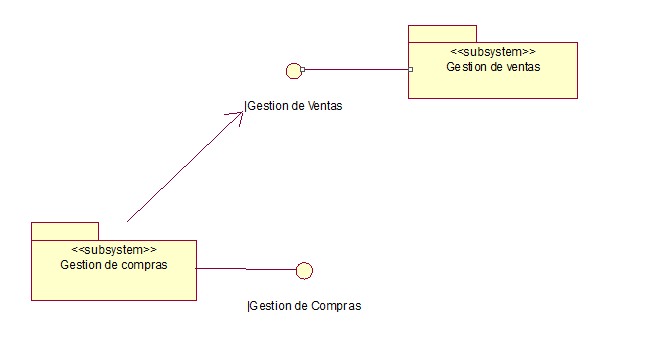 <<subsystem>>
Gestion de ventas
|Gestion de Ventas
<<subsystem>>
Gestion de compras
|Gestion de Compras